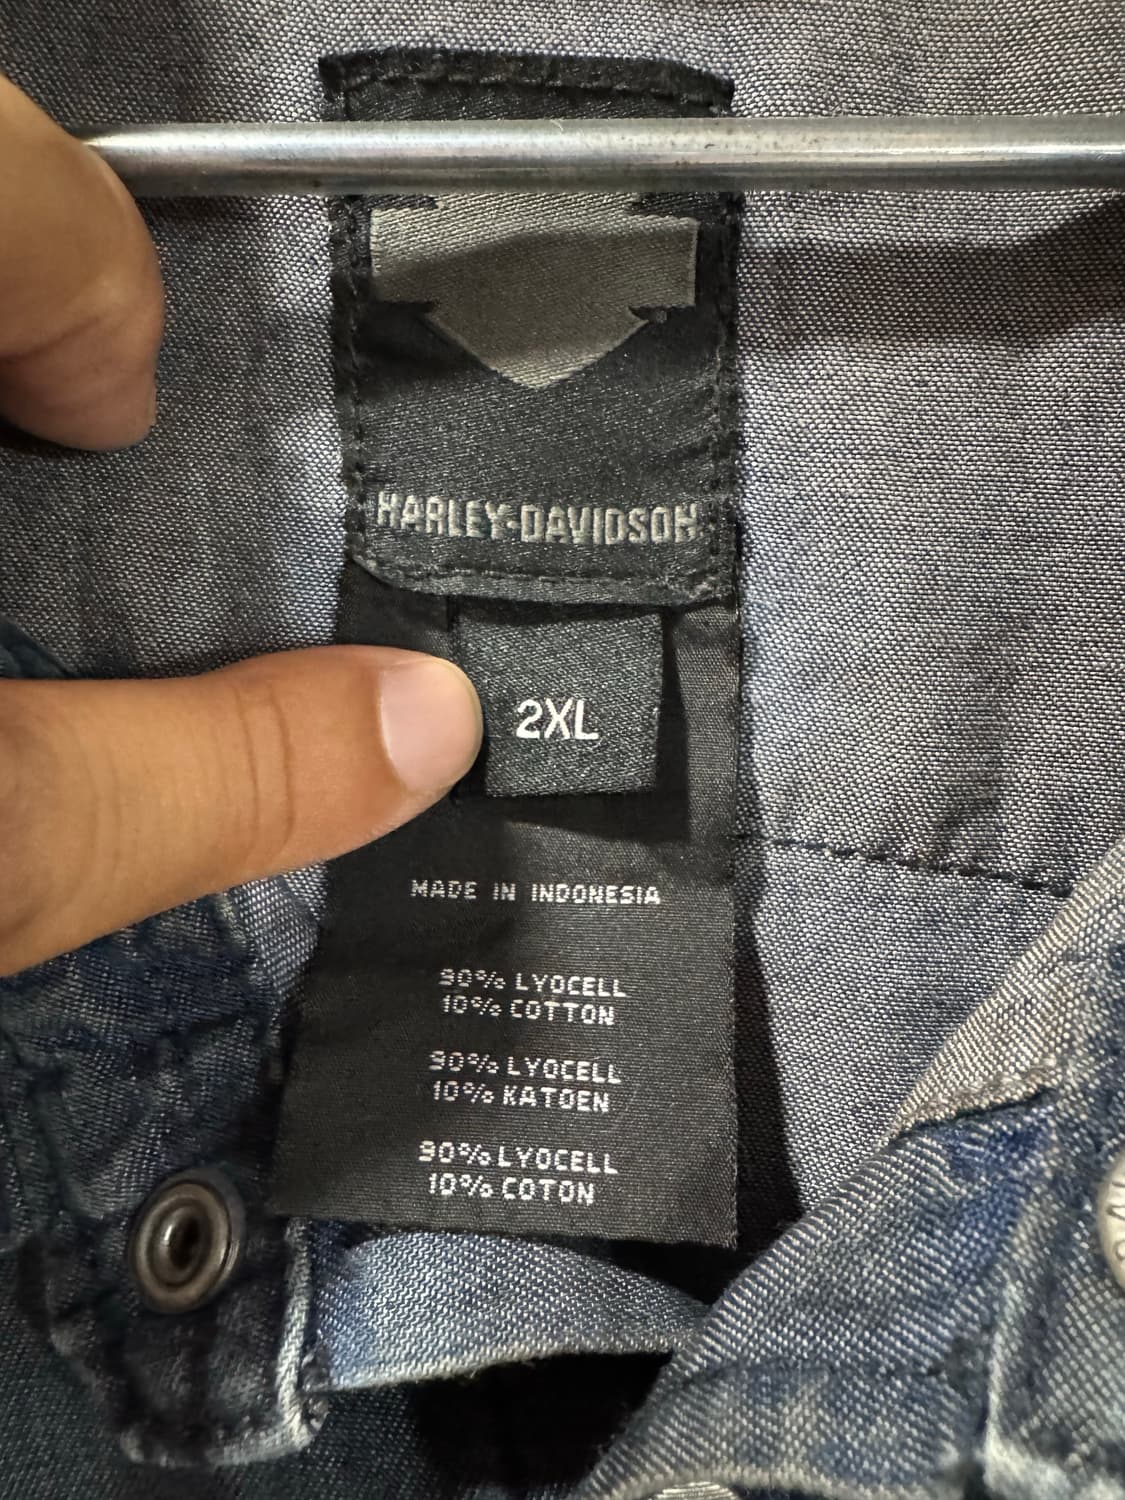 HARLEY-DAVIDSON
2XL
MADE IN INDONESIA
90% LYOCELL
10% COTTON
90% LYOCELL
10% KATOEN
90% LYOCELL
10% COTON